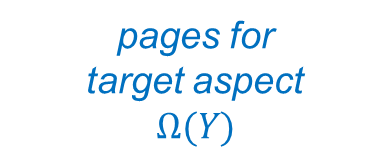 pages for
target aspect
Ω(Y)